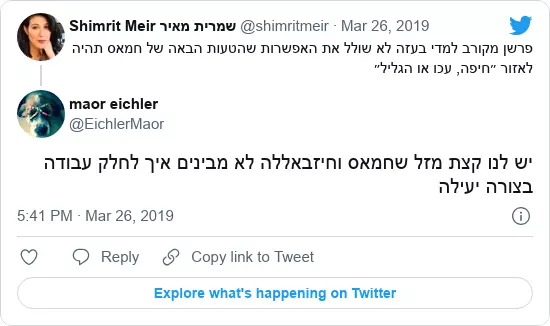 Shimrit Meir שמרית מאיר @shimritmeir · Mar 26, 2019
פרשן מקורב למדי בעזה לא שולל את האפשרות שהטעות הבאה של חמאס תהיה
לאזור ״חיפה, עכו או הגליל״
maor eichler
@EichlerMaor
יש לנו קצת מזל שחמאס וחיזבאללה לא מבינים איך לחלק עבודה
בצורה יעילה
5:41 PM · Mar 26, 2019
Reply
Copy link to Tweet
Explore what's happening on Twitter